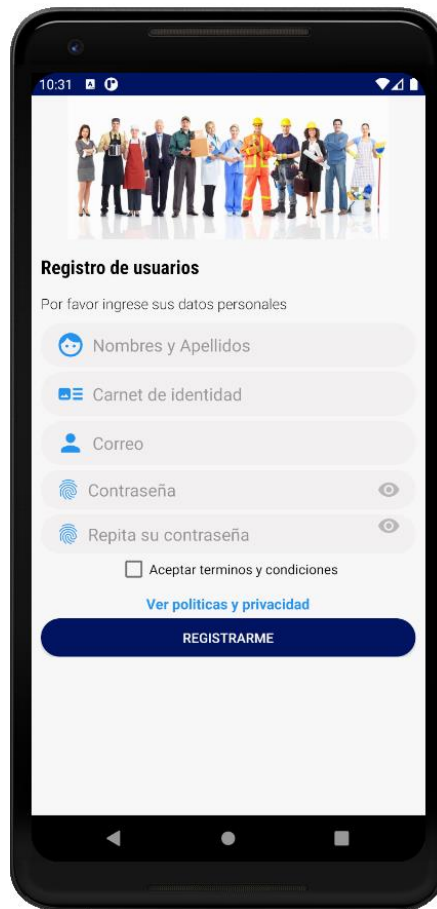 10:31
Registro de usuarios
Por favor ingrese sus datos personales
Nombres y Apellidos
Carnet de identidad
Correo
Contraseña
Repita su contraseña
Aceptar terminos y condiciones
Ver politicas y privacidad
REGISTRARME